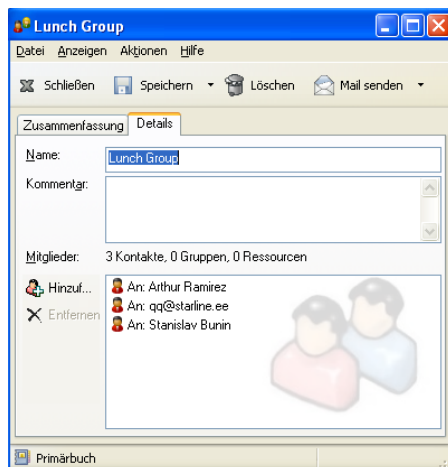 Lunch Group
Datei Anzeigen Aktionen Hilfe
Schließen Speichern Löschen Mail senden
Zusammenfassung Details
Name: Lunch Group
Kommentar:
Mitglieder: 3 Kontakte, 0 Gruppen, 0 Ressourcen
Hinzuf... An: Arthur Ramirez
An: qq@starline.ee
Entfernen An: Stanislav Bunin
Primärbuch